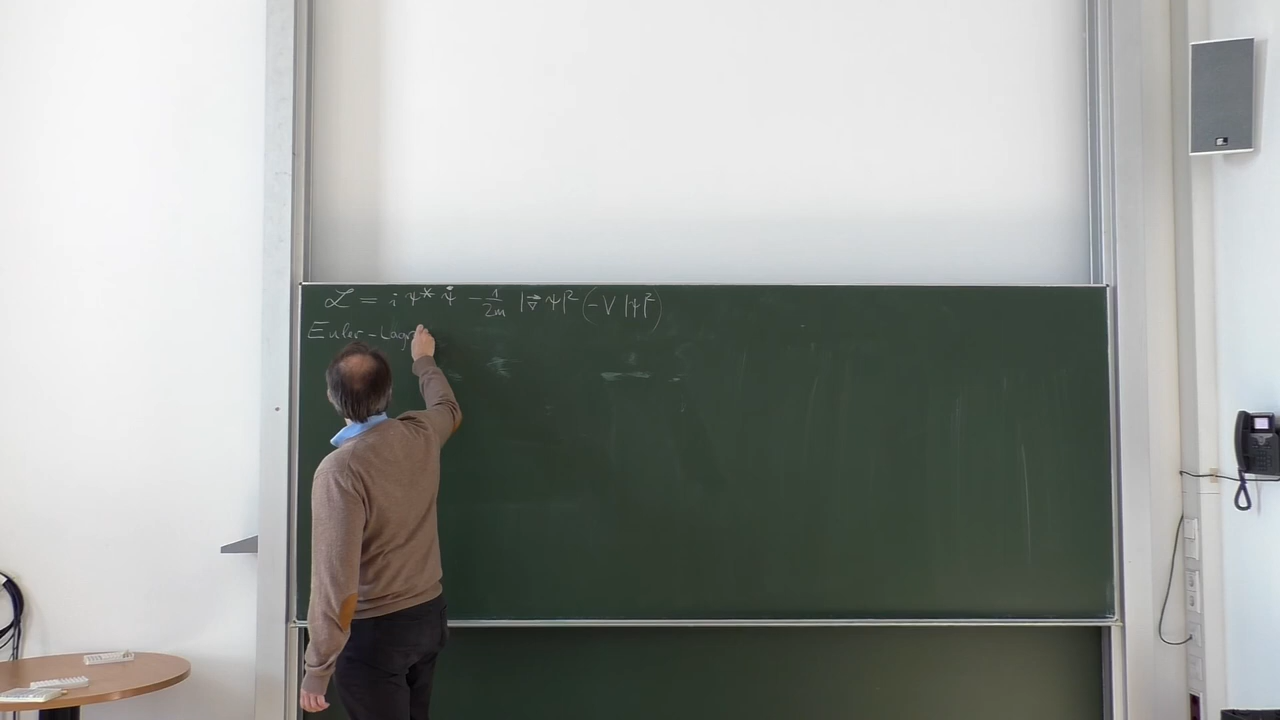 ℒ = i ψ* ψ̇ − 1/2m |∇⃗ ψ|² (−V |ψ|²)
Euler-Lagr